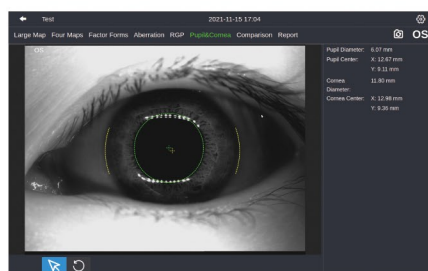 Test 2021-11-15 17:04
Large Map Four Maps Factor Forms Aberration RGP Pupil&Cornea Comparison Report OS
OS
Pupil Diameter: 6.07 mm
Pupil Center: X: 12.67 mm
Y: 9.11 mm
Cornea 11.80 mm
Diameter:
Cornea Center: X: 12.98 mm
Y: 9.36 mm